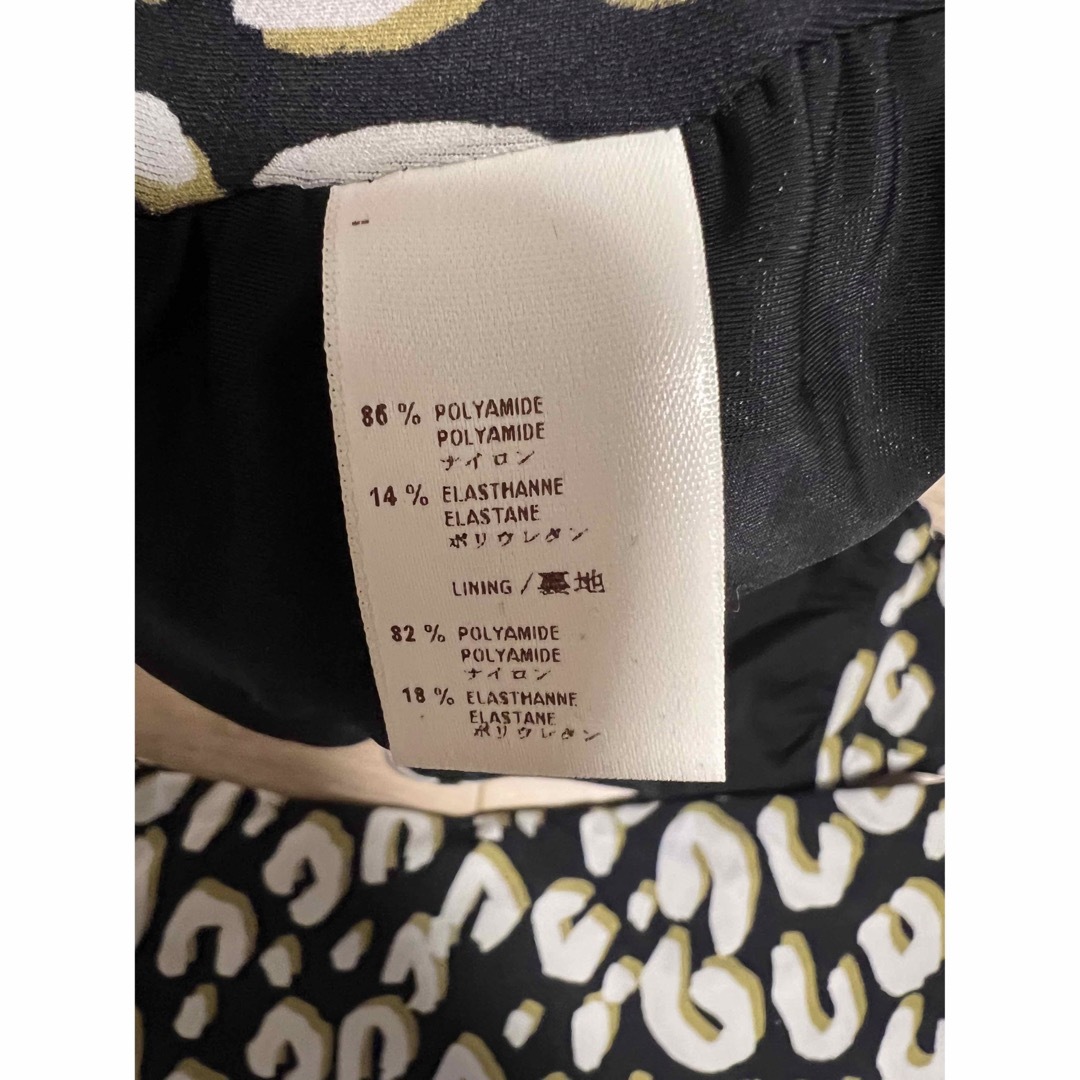 86 % POLYAMIDE
POLYAMIDE
ナイロン
14 % ELASTHANNE
ELASTANE
ポリウレタン
LINING / 裏地
82 % POLYAMIDE
POLYAMIDE
ナイロン
18 % ELASTHANNE
ELASTANE
ポリウレタン